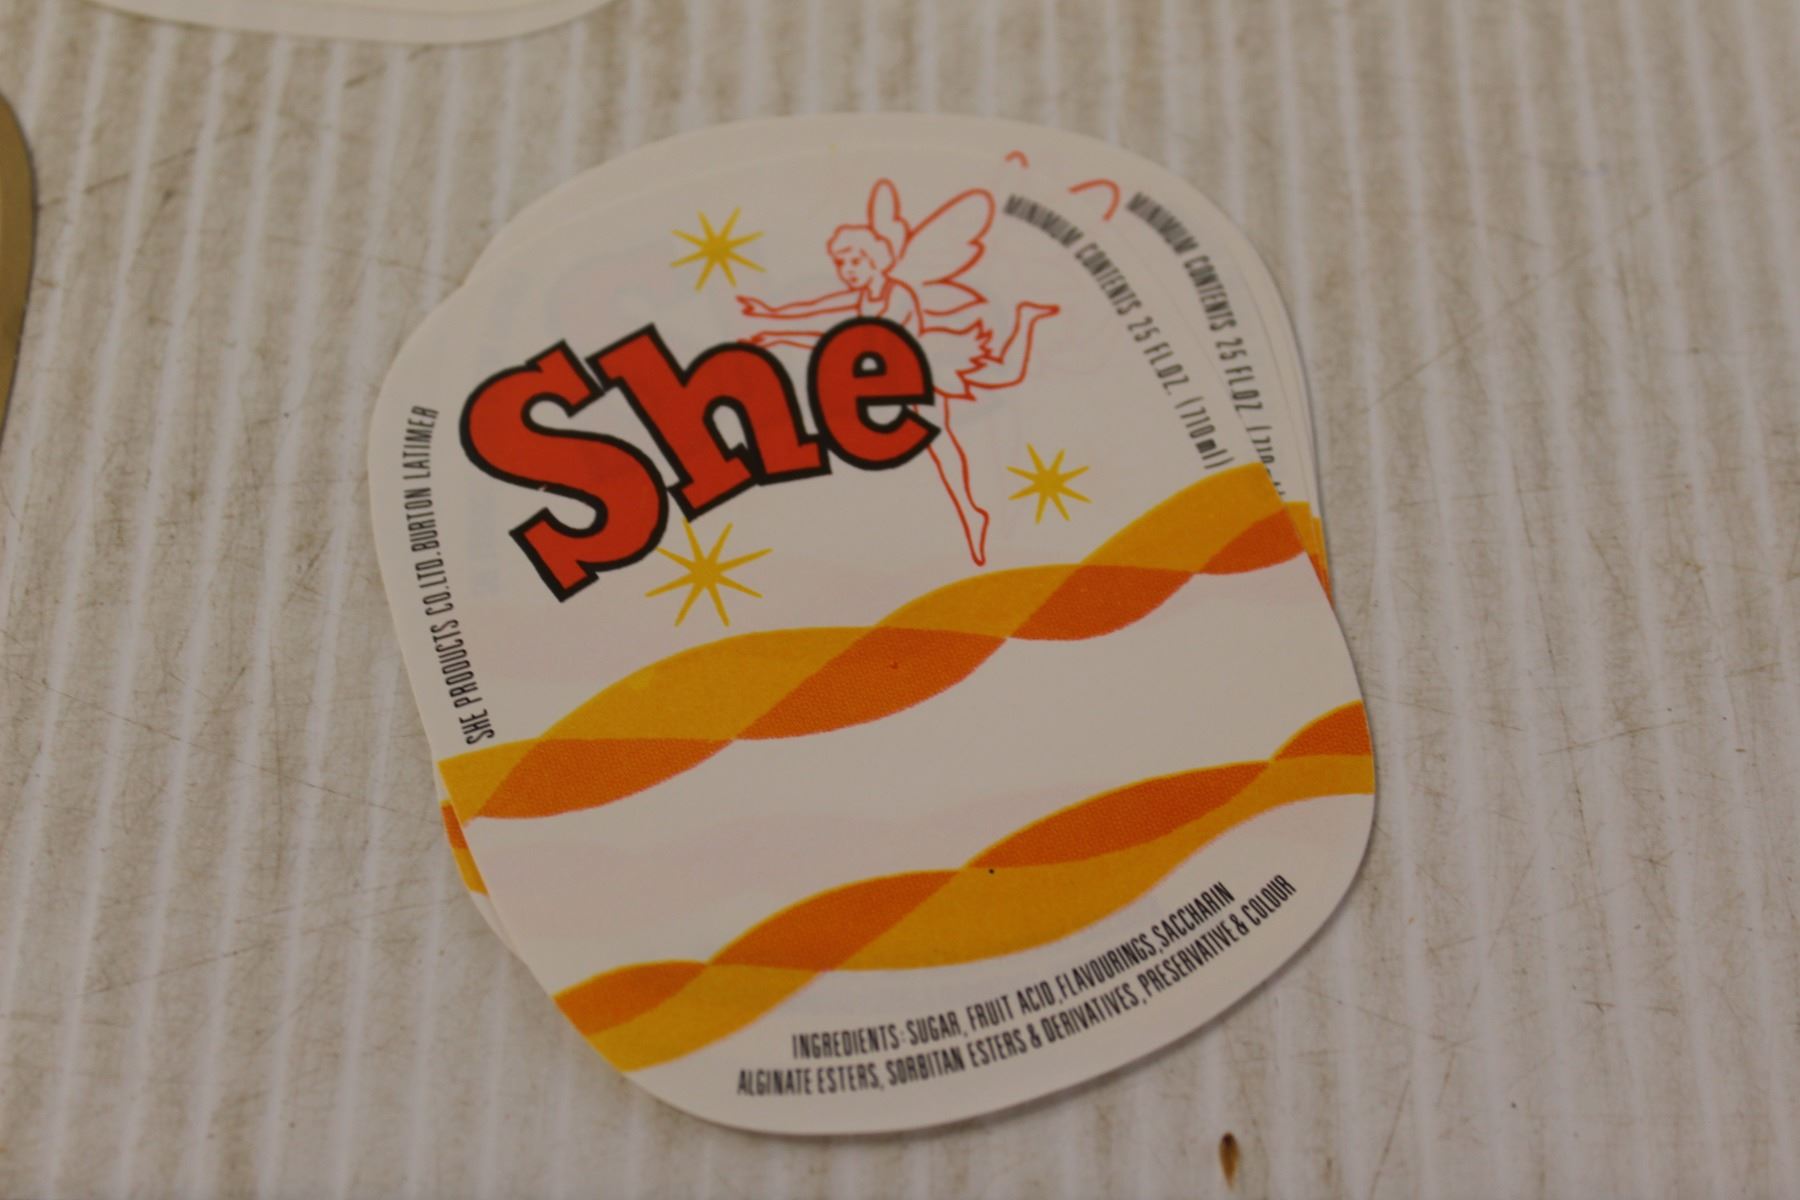 She
SHE PRODUCTS CO.LTD. BURTON LATIMER
MINIMUM CONTENTS 25 FL.OZ. (710ml)
MINIMUM CONTENTS 25 FL.OZ. (710
INGREDIENTS: SUGAR, FRUIT ACID, FLAVOURINGS, SACCHARIN
ALGINATE ESTERS, SORBITAN ESTERS & DERIVATIVES, PRESERVATIVE & COLOUR